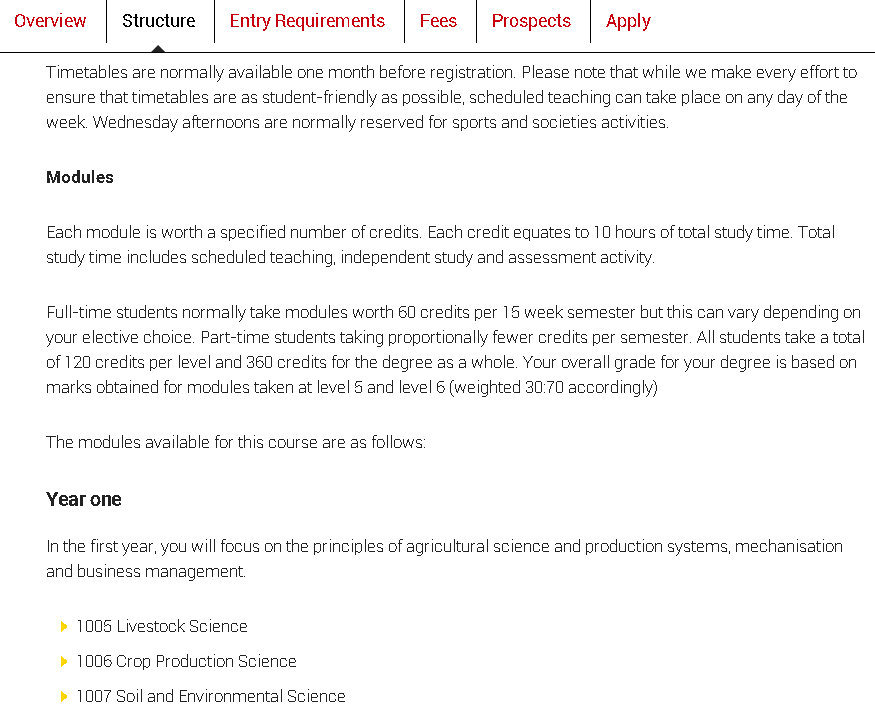 Overview Structure Entry Requirements Fees Prospects Apply
Timetables are normally available one month before registration. Please note that while we make every effort to
ensure that timetables are as student-friendly as possible, scheduled teaching can take place on any day of the
week. Wednesday afternoons are normally reserved for sports and societies activities.
Modules
Each module is worth a specified number of credits. Each credit equates to 10 hours of total study time. Total
study time includes scheduled teaching, independent study and assessment activity.
Full-time students normally take modules worth 60 credits per 15 week semester but this can vary depending on
your elective choice. Part-time students taking proportionally fewer credits per semester. All students take a total
of 120 credits per level and 360 credits for the degree as a whole. Your overall grade for your degree is based on
marks obtained for modules taken at level 5 and level 6 (weighted 30:70 accordingly)
The modules available for this course are as follows:
Year one
In the first year, you will focus on the principles of agricultural science and production systems, mechanisation
and business management.
1005 Livestock Science
1006 Crop Production Science
1007 Soil and Environmental Science